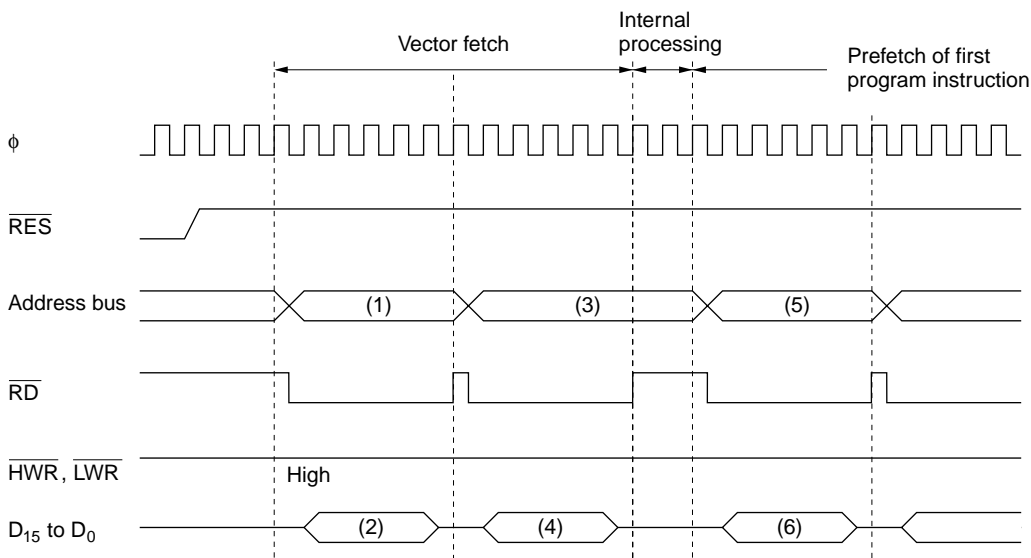 Vector fetch
Internal
processing
Prefetch of first
program instruction
ϕ
RES
Address bus
(1)
(3)
(5)
RD
HWR, LWR
High
D15 to D0
(2)
(4)
(6)